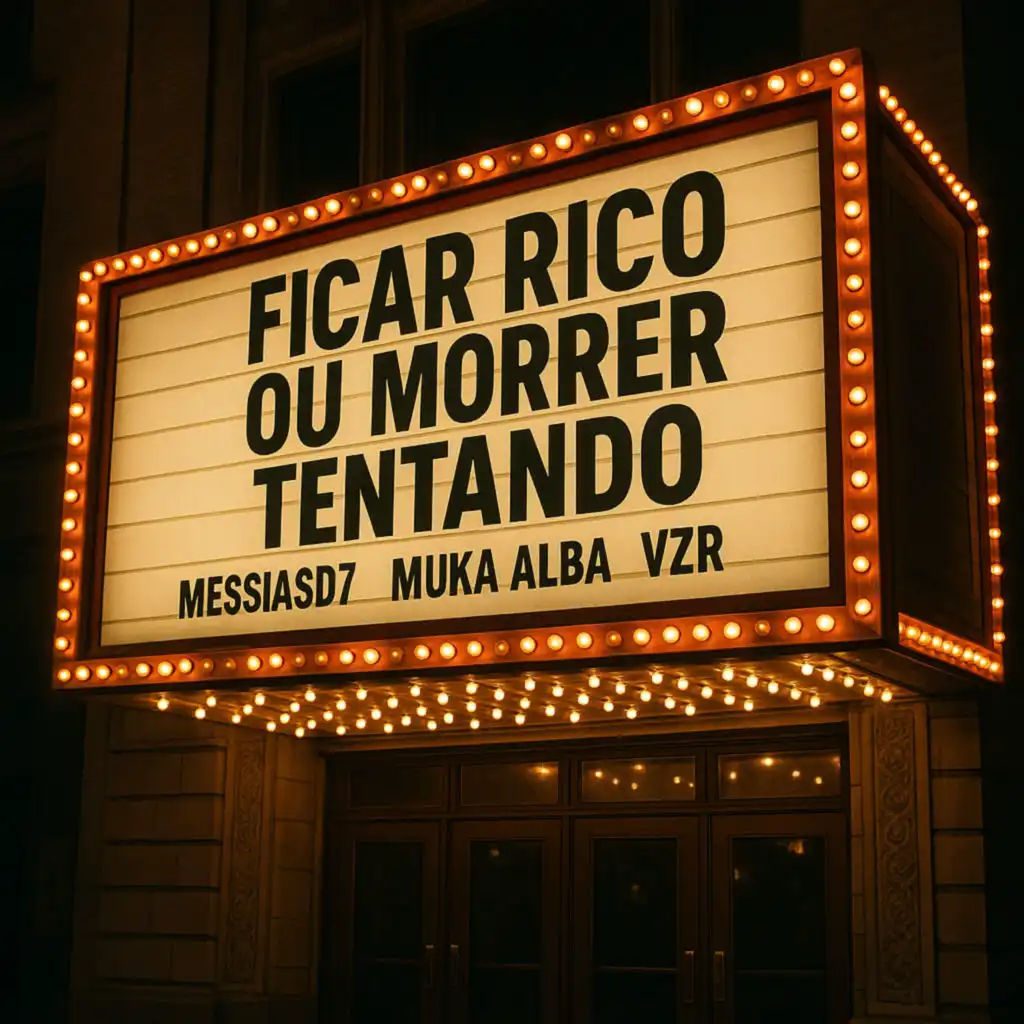 FICAR RICO
OU MORRER
TENTANDO
MESSIASD7 MUKA ALBA VZR